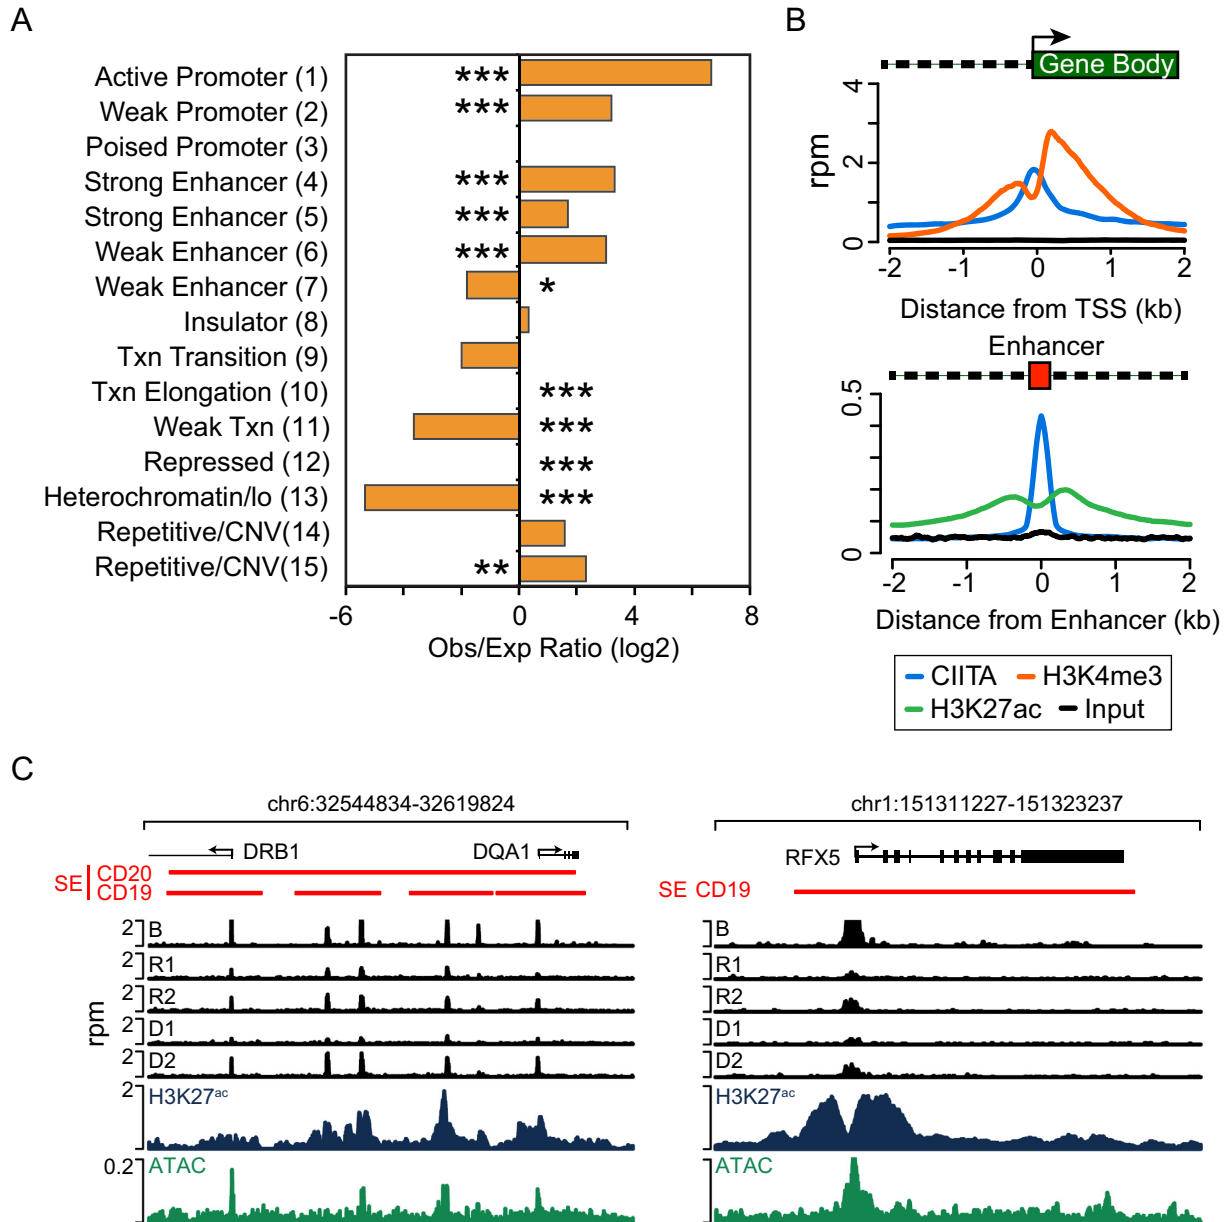 A
Active Promoter (1) ***
Weak Promoter (2) ***
Poised Promoter (3)
Strong Enhancer (4) ***
Strong Enhancer (5) ***
Weak Enhancer (6) ***
Weak Enhancer (7) *
Insulator (8)
Txn Transition (9)
Txn Elongation (10) ***
Weak Txn (11) ***
Repressed (12) ***
Heterochromatin/lo (13) ***
Repetitive/CNV(14)
Repetitive/CNV(15) **
-6 0 4 8
Obs/Exp Ratio (log2)
B
Gene Body
4
2
0
rpm
-2 -1 0 1 2
Distance from TSS (kb)
Enhancer
0.5
0
-2 -1 0 1 2
Distance from Enhancer (kb)
CIITA H3K4me3
H3K27ac Input
C
chr6:32544834-32619824
DRB1 DQA1
SE CD20
CD19
rpm
2 B
2 R1
2 R2
2 D1
2 D2
2 H3K27ac
0.2 ATAC
chr1:151311227-151323237
RFX5
SE CD19
B
R1
R2
D1
D2
H3K27ac
ATAC